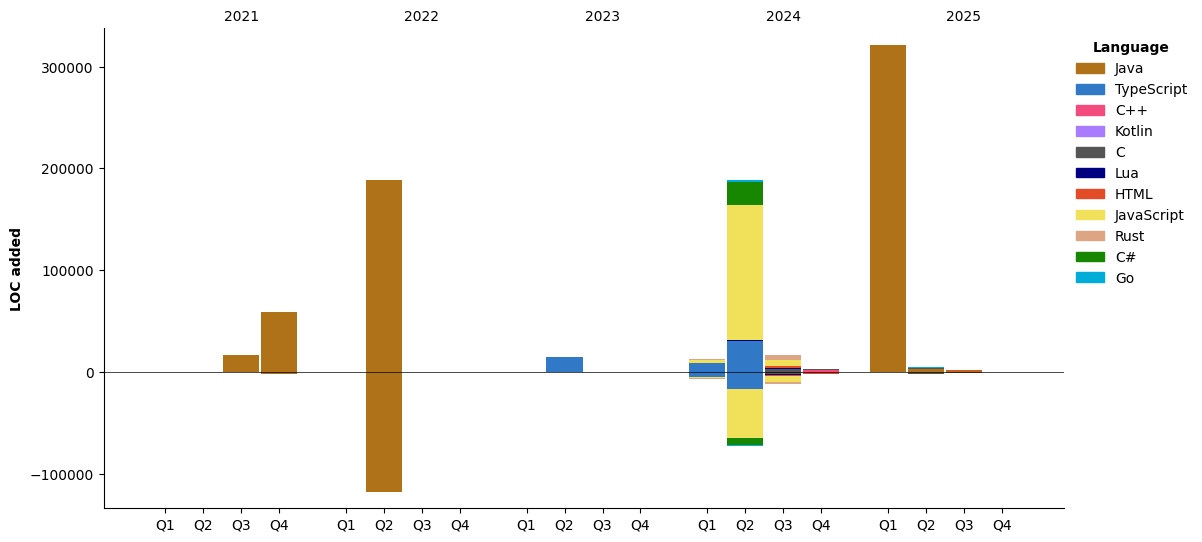 2021 2022 2023 2024 2025
Language
Java
TypeScript
C++
Kotlin
C
Lua
HTML
JavaScript
Rust
C#
Go
LOC added
300000
200000
100000
0
−100000
Q1 Q2 Q3 Q4 Q1 Q2 Q3 Q4 Q1 Q2 Q3 Q4 Q1 Q2 Q3 Q4 Q1 Q2 Q3 Q4